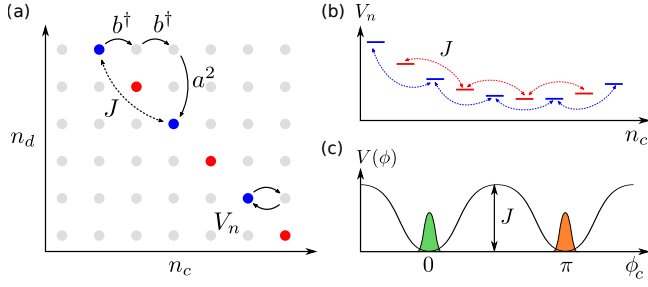 (a)
b† b†
a²
J
n_d
V_n
n_c
(b)
V_n
J
n_c
(c)
V(ϕ)
J
0 π ϕ_c